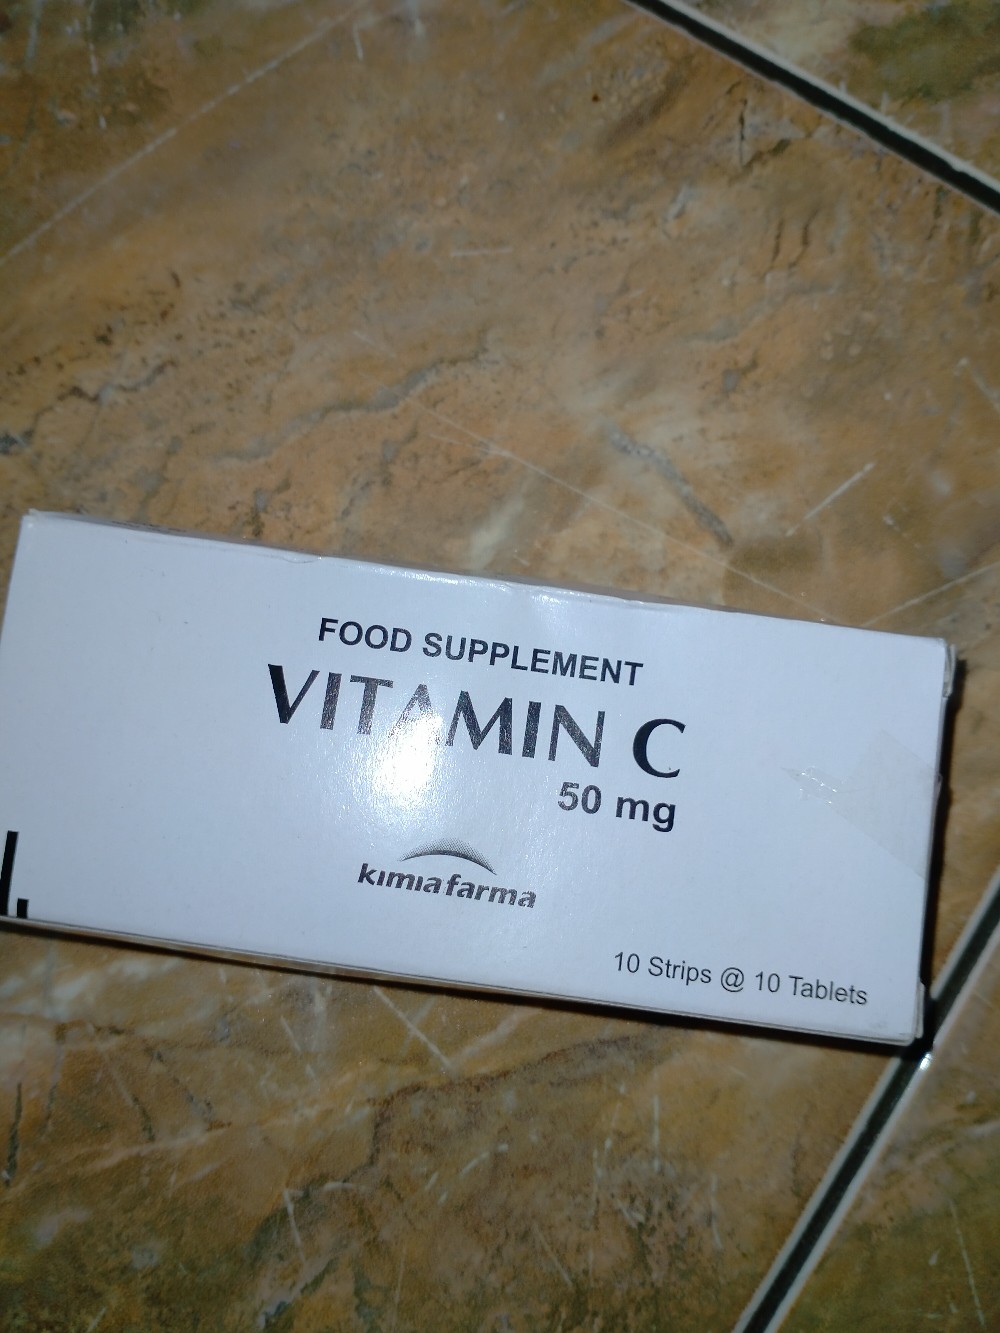 FOOD SUPPLEMENT
VITAMIN C
50 mg
kimia farma
10 Strips @ 10 Tablets